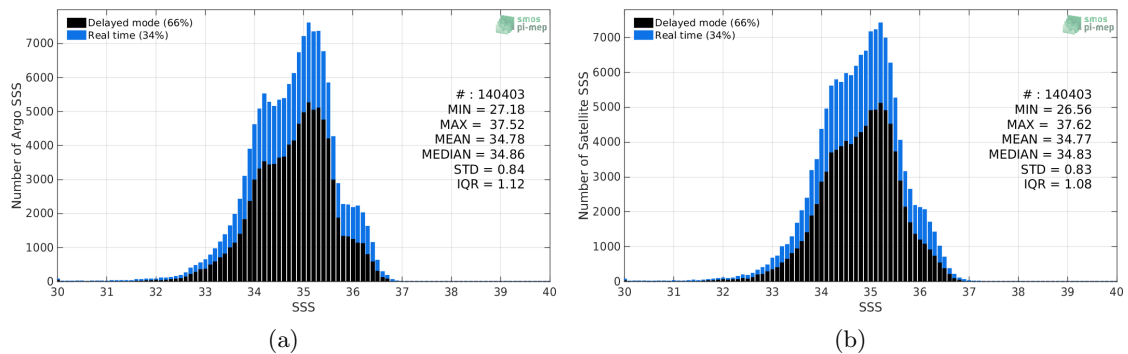 Delayed mode (66%)
Real time (34%)
smos
pi-mep
7000
6000
5000
4000
3000
2000
1000
0
Number of Argo SSS
# : 140403
MIN = 27.18
MAX = 37.52
MEAN = 34.78
MEDIAN = 34.86
STD = 0.84
IQR = 1.12
30 31 32 33 34 35 36 37 38 39 40
SSS
(a)
Delayed mode (66%)
Real time (34%)
smos
pi-mep
7000
6000
5000
4000
3000
2000
1000
0
Number of Satellite SSS
# : 140403
MIN = 26.56
MAX = 37.62
MEAN = 34.77
MEDIAN = 34.83
STD = 0.83
IQR = 1.08
30 31 32 33 34 35 36 37 38 39 40
SSS
(b)